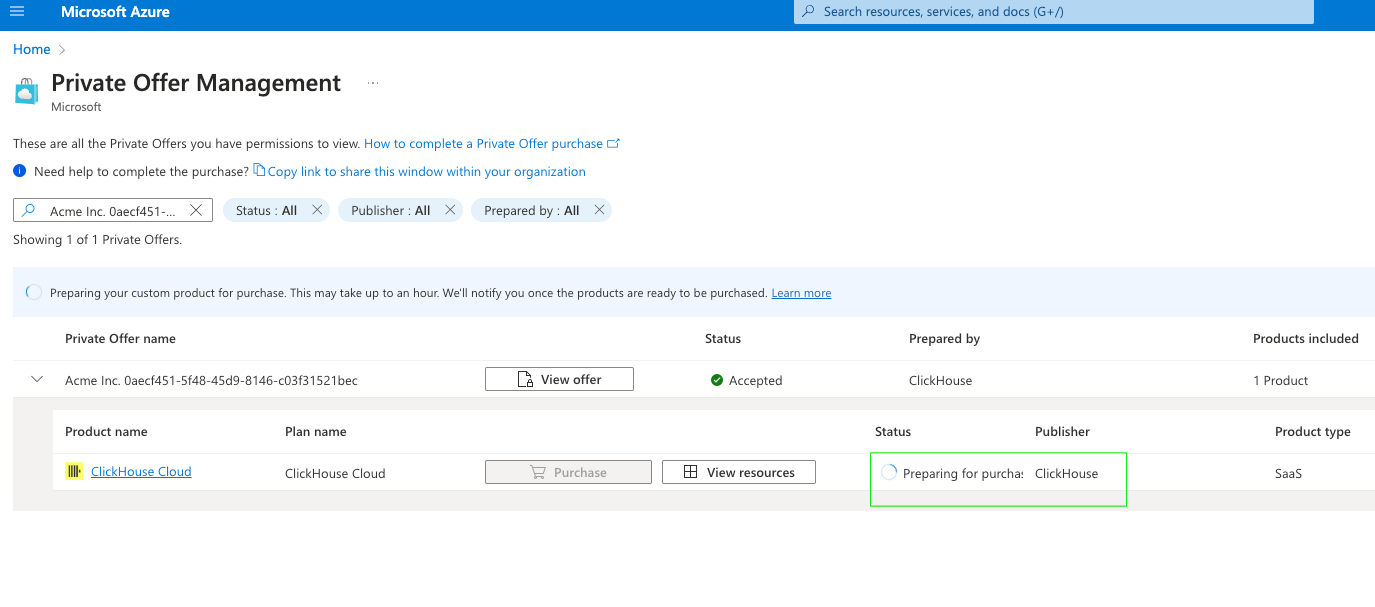 Microsoft Azure
Search resources, services, and docs (G+/)
Home
Private Offer Management ...
Microsoft
These are all the Private Offers you have permissions to view. How to complete a Private Offer purchase
Need help to complete the purchase? Copy link to share this window within your organization
Acme Inc. 0aecf451-... Status : All Publisher : All Prepared by : All
Showing 1 of 1 Private Offers.
Preparing your custom product for purchase. This may take up to an hour. We'll notify you once the products are ready to be purchased. Learn more
Private Offer name Status Prepared by Products included
Acme Inc. 0aecf451-5f48-45d9-8146-c03f31521bec View offer Accepted ClickHouse 1 Product
Product name Plan name Status Publisher Product type
ClickHouse Cloud ClickHouse Cloud Purchase View resources Preparing for purchas ClickHouse SaaS